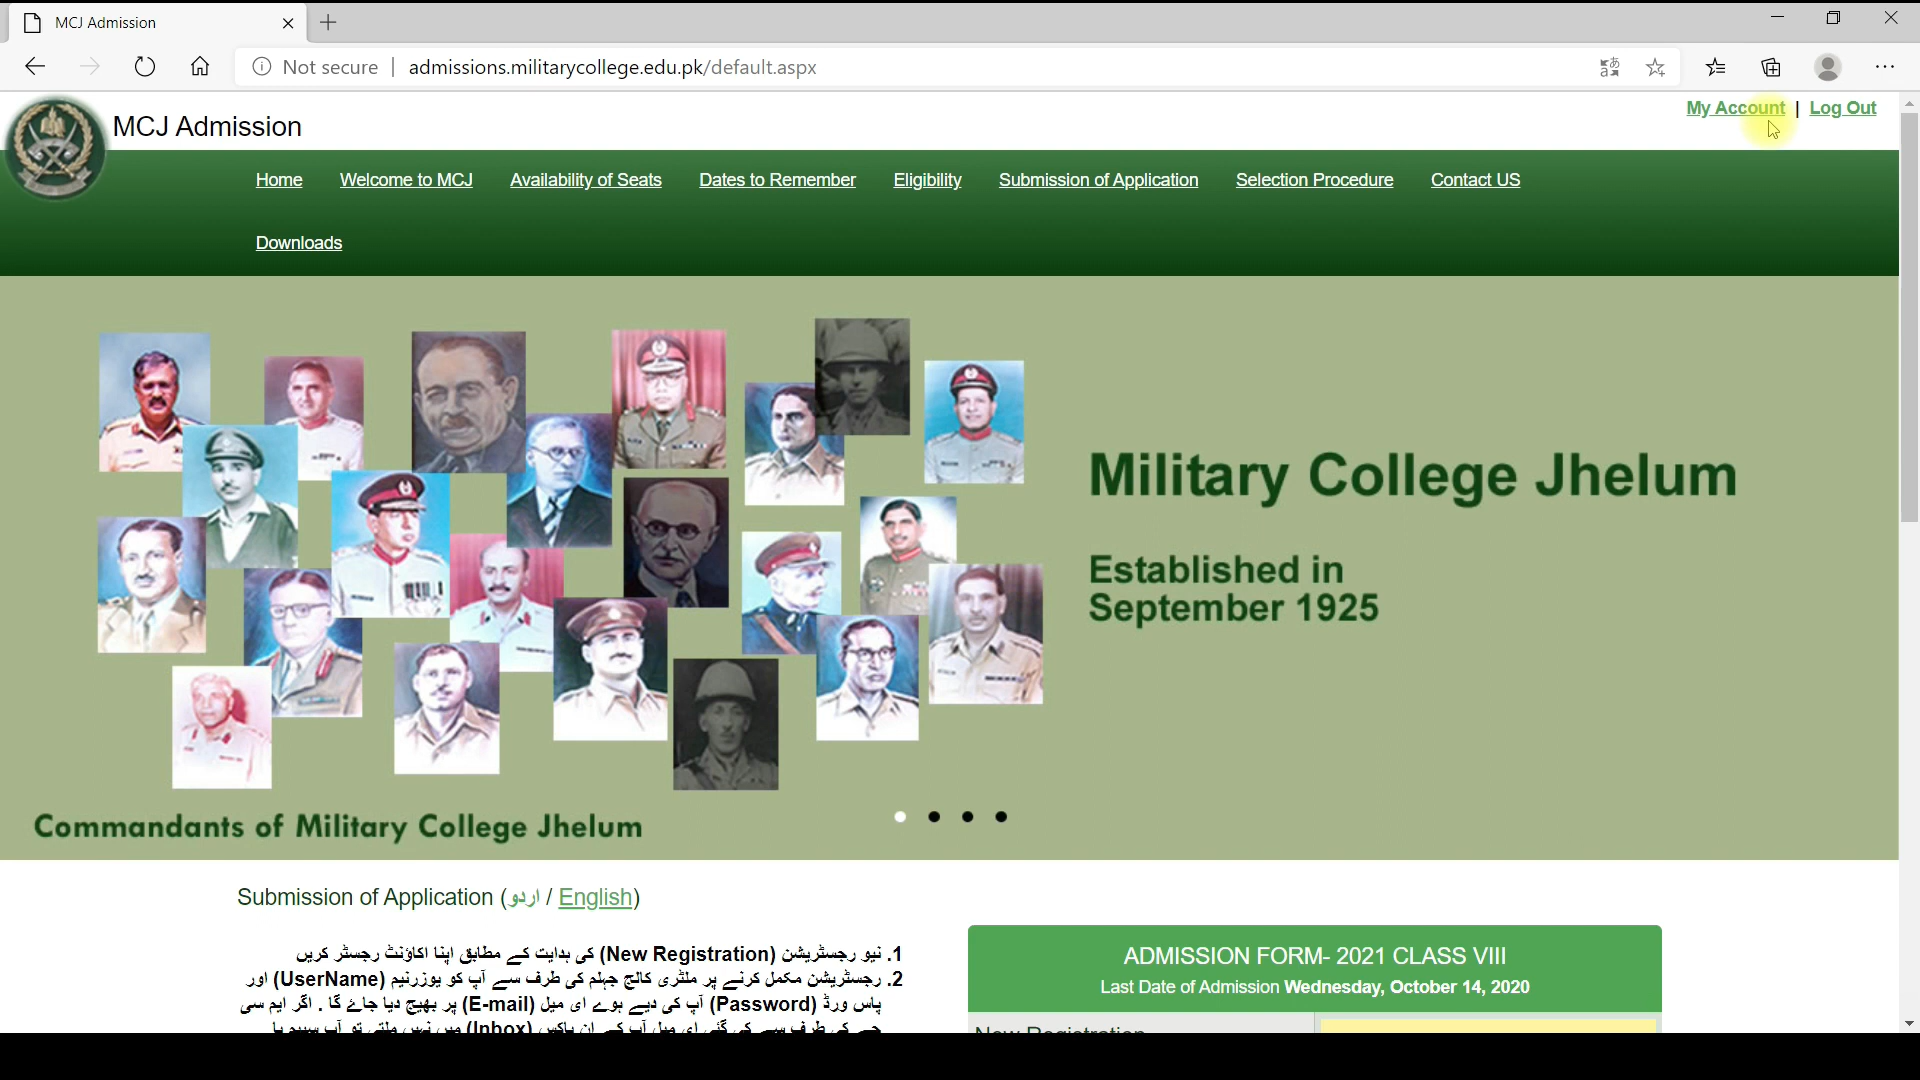 MCJ Admission
Not secure | admissions.militarycollege.edu.pk/default.aspx
My Account | Log Out
MCJ Admission
Home Welcome to MCJ Availability of Seats Dates to Remember Eligibility Submission of Application Selection Procedure Contact US
Downloads
Military College Jhelum
Established in
September 1925
Commandants of Military College Jhelum
Submission of Application (اردو / English)
1. نیو رجسٹریشن (New Registration) کی ہدایت کے مطابق اپنا اکاؤنٹ رجسٹر کریں
2. رجسٹریشن مکمل کرنے پر ملٹری کالج جہلم کی طرف سے آپ کو یوزرنیم (UserName) اور
پاس ورڈ (Password) آپ کی دیے ہوے ای میل (E-mail) پر بھیج دیا جاۓ گا . اگر ایم سی
ADMISSION FORM- 2021 CLASS VIII
Last Date of Admission Wednesday, October 14, 2020
New Registration